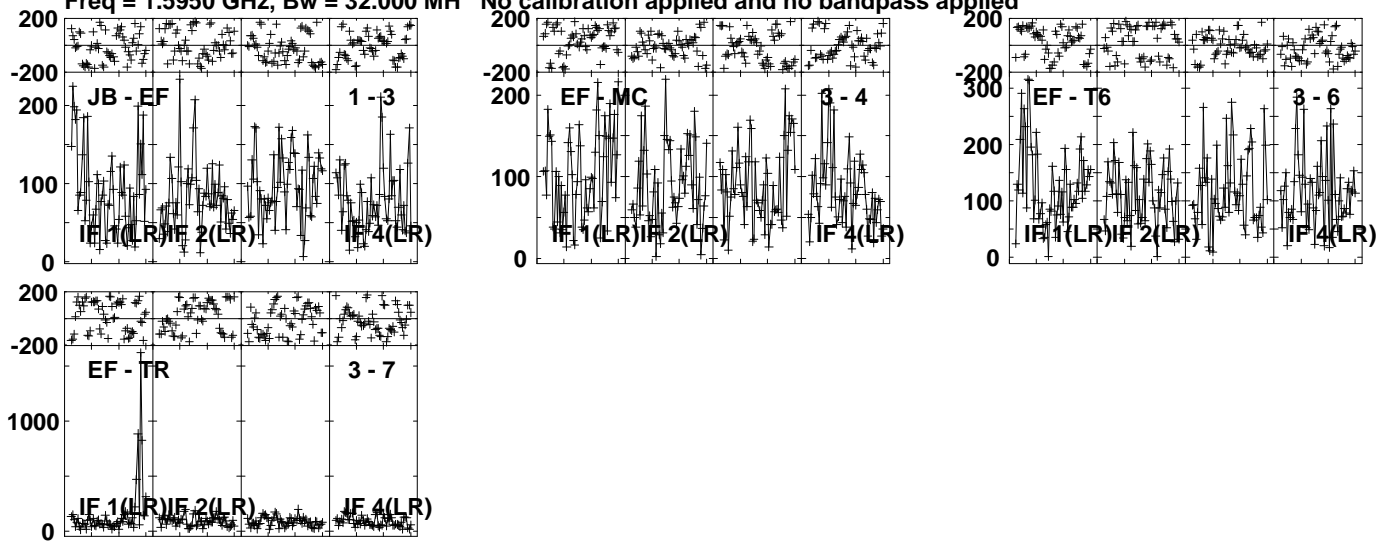 Freq = 1.5950 GHz, Bw = 32.000 MH No calibration applied and no bandpass applied
200
-200
200
100
0
JB - EF
1 - 3
IF 1(LR)
IF 2(LR)
IF 4(LR)
200
-200
200
100
0
EF - MC
3 - 4
IF 1(LR)
IF 2(LR)
IF 4(LR)
200
-200
300
200
100
0
EF - T6
3 - 6
IF 1(LR)
IF 2(LR)
IF 4(LR)
200
-200
1000
0
EF - TR
3 - 7
IF 1(LR)
IF 2(LR)
IF 4(LR)